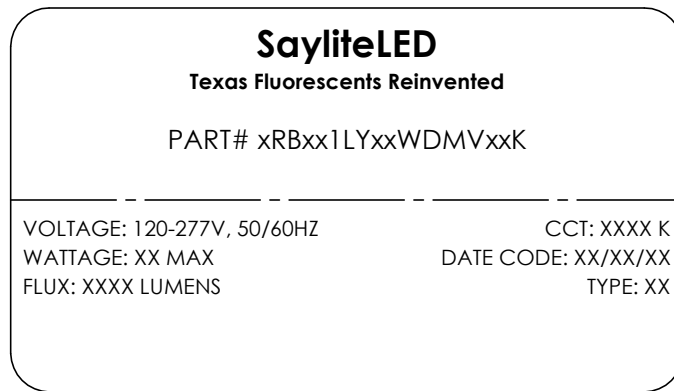 SayliteLED
Texas Fluorescents Reinvented
PART# xRBxx1LYxxWDMVxxK
VOLTAGE: 120-277V, 50/60HZ
CCT: XXXX K
WATTAGE: XX MAX
DATE CODE: XX/XX/XX
FLUX: XXXX LUMENS
TYPE: XX